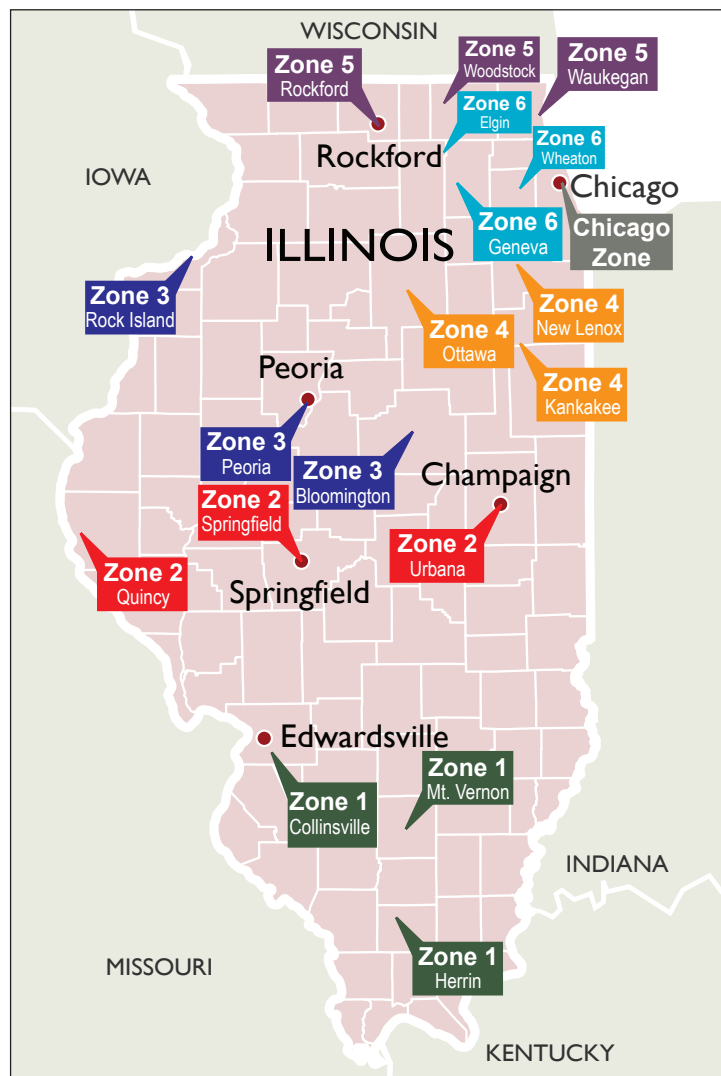 WISCONSIN
Zone 5
Rockford
Zone 5
Woodstock
Zone 5
Waukegan
Zone 6
Elgin
Zone 6
Wheaton
Rockford
IOWA
Chicago
Zone 6
Geneva
Chicago
Zone
ILLINOIS
Zone 3
Rock Island
Zone 4
New Lenox
Zone 4
Ottawa
Peoria
Zone 4
Kankakee
Zone 3
Peoria
Zone 3
Bloomington
Champaign
Zone 2
Springfield
Zone 2
Urbana
Zone 2
Quincy
Springfield
Edwardsville
Zone 1
Mt. Vernon
Zone 1
Collinsville
INDIANA
Zone 1
Herrin
MISSOURI
KENTUCKY